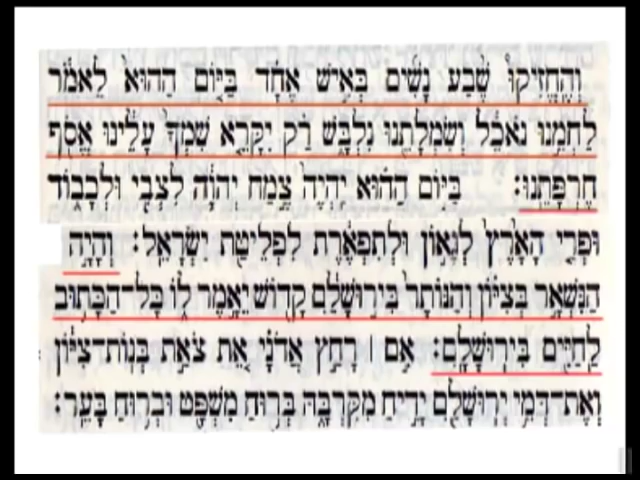 וְהֶחֱזִיקוּ שֶׁבַע נָשִׁים בְּאִישׁ אֶחָד בַּיּוֹם הַהוּא לֵאמֹר
לַחְמֵנוּ נֹאכֵל וְשִׂמְלָתֵנוּ נִלְבָּשׁ רַק יִקָּרֵא שִׁמְךָ עָלֵינוּ אֱסֹף
חֶרְפָּתֵנוּ׃ בַּיּוֹם הַהוּא יִהְיֶה צֶמַח יְהוָה לִצְבִי וּלְכָבוֹד
וּפְרִי הָאָרֶץ לְגָאוֹן וּלְתִפְאֶרֶת לִפְלֵיטַת יִשְׂרָאֵל׃ וְהָיָה
הַנִּשְׁאָר בְּצִיּוֹן וְהַנּוֹתָר בִּירוּשָׁלִַם קָדוֹשׁ יֵאָמֶר לוֹ כָּל־הַכָּתוּב
לַחַיִּים בִּירוּשָׁלִָם׃ אִם ׀ רָחַץ אֲדֹנָי אֵת צֹאַת בְּנוֹת־צִיּוֹן
וְאֶת־דְּמֵי יְרוּשָׁלִַם יָדִיחַ מִקִּרְבָּהּ בְּרוּחַ מִשְׁפָּט וּבְרוּחַ בָּעֵר׃